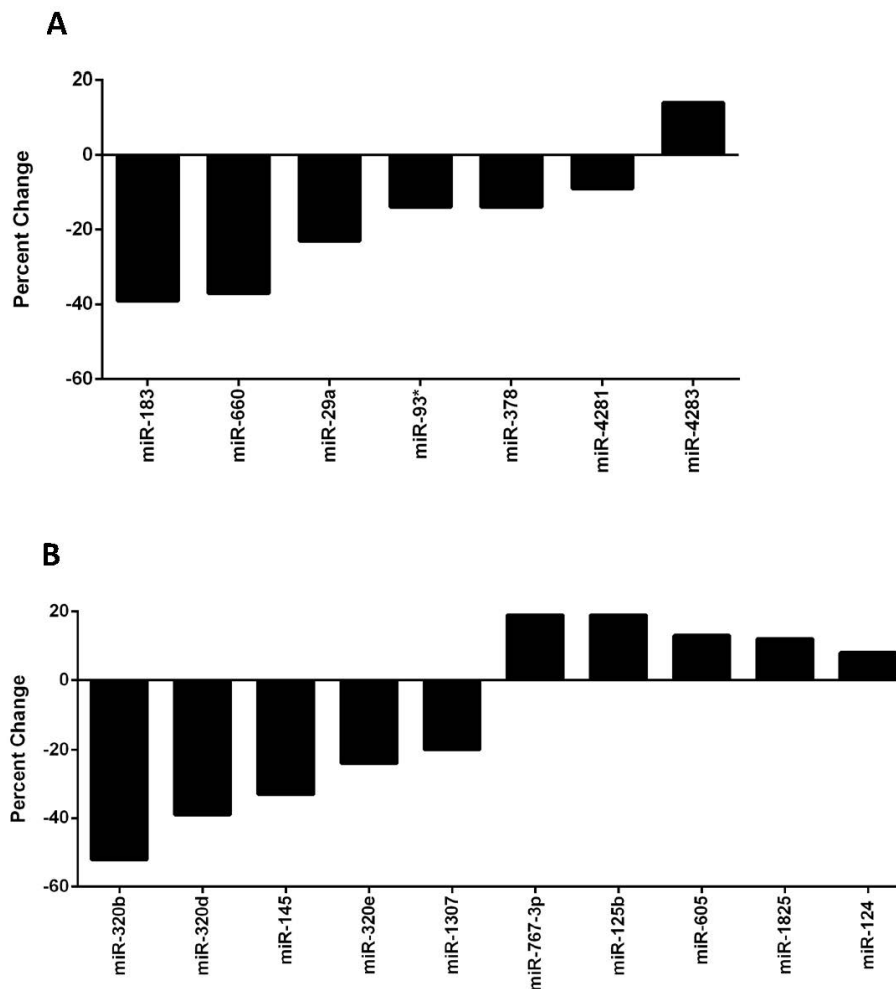 A
Percent Change
20
0
-20
-40
-60
miR-183
miR-660
miR-29a
miR-93*
miR-378
miR-4281
miR-4283
B
Percent Change
20
0
-20
-40
-60
miR-320b
miR-320d
miR-145
miR-320e
miR-1307
miR-767-3p
miR-125b
miR-605
miR-1825
miR-124